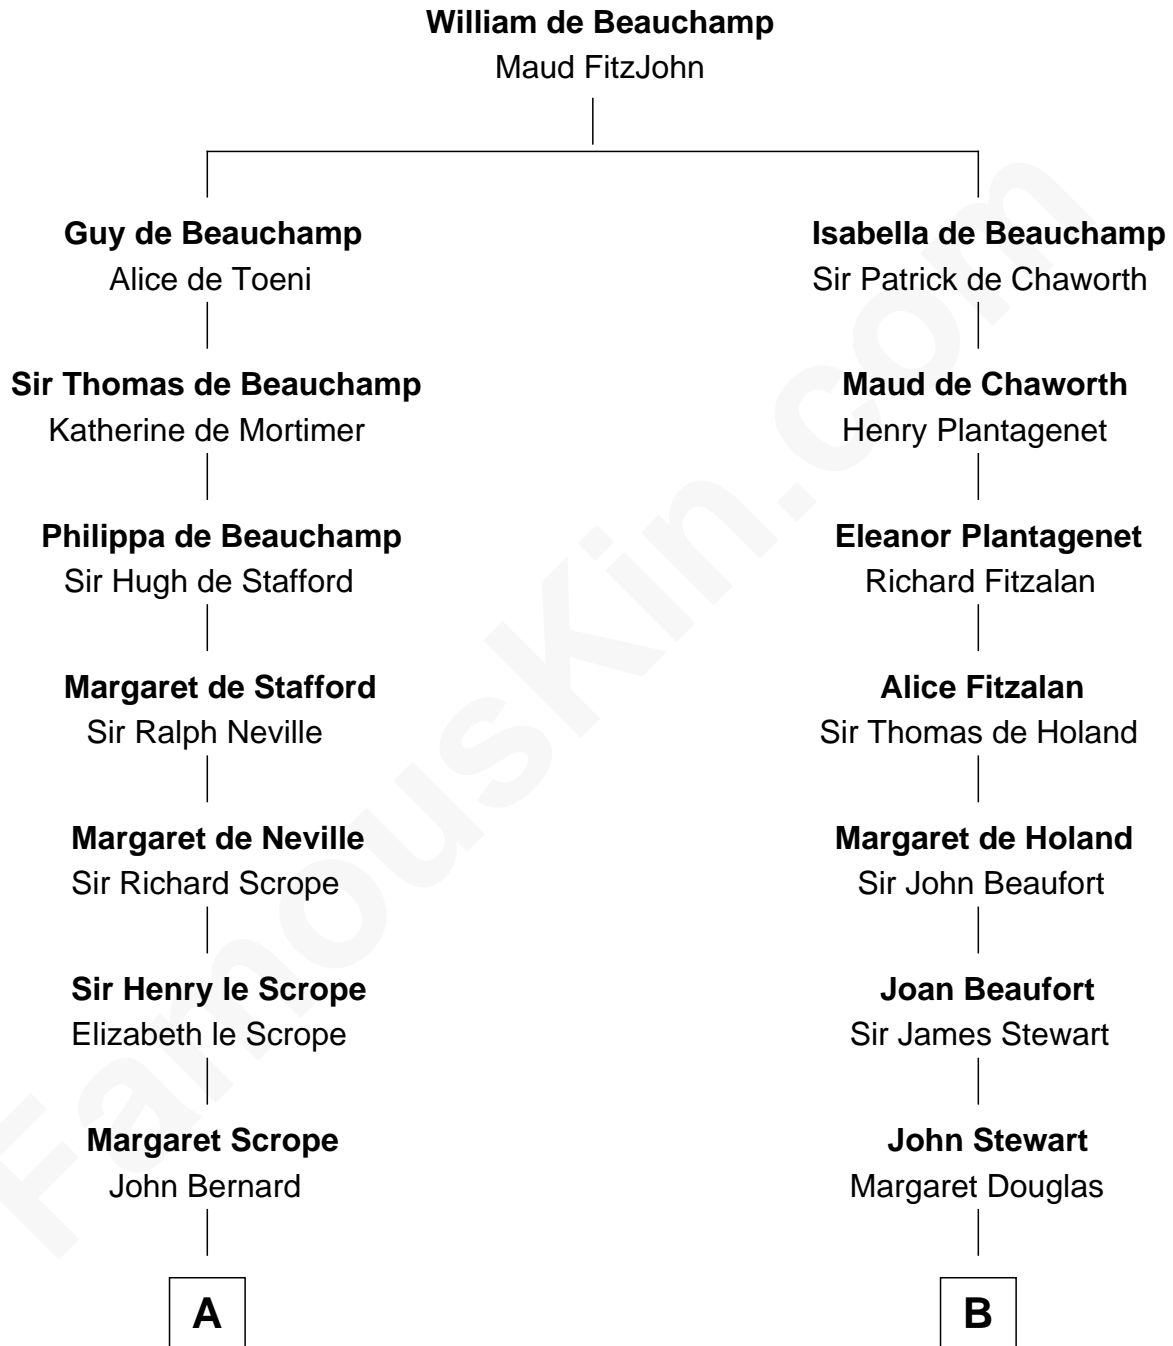 William de Beauchamp
Maud FitzJohn
Guy de Beauchamp
Alice de Toeni
Isabella de Beauchamp
Sir Patrick de Chaworth
Sir Thomas de Beauchamp
Katherine de Mortimer
Maud de Chaworth
Henry Plantagenet
Philippa de Beauchamp
Sir Hugh de Stafford
Eleanor Plantagenet
Richard Fitzalan
Margaret de Stafford
Sir Ralph Neville
Alice Fitzalan
Sir Thomas de Holand
Margaret de Neville
Sir Richard Scrope
Margaret de Holand
Sir John Beaufort
Sir Henry le Scrope
Elizabeth le Scrope
Joan Beaufort
Sir James Stewart
Margaret Scrope
John Bernard
John Stewart
Margaret Douglas
A
B
FamousKin.com